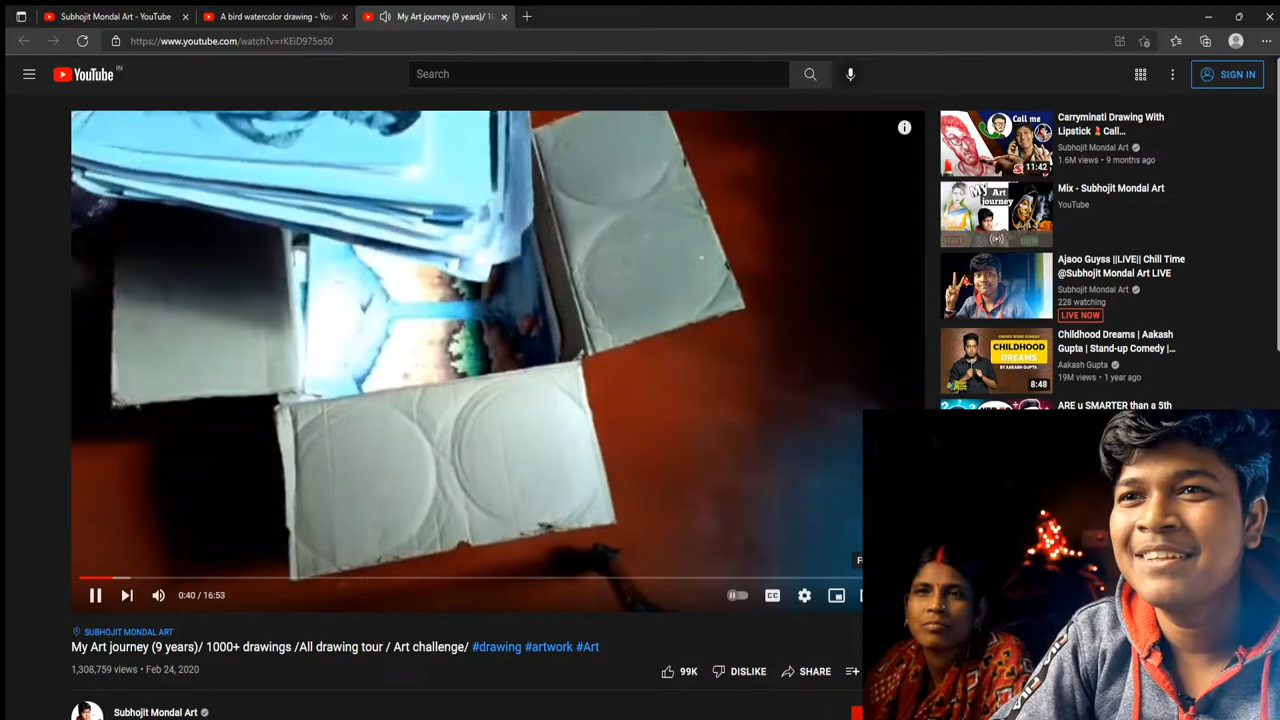 Subhojit Mondal Art - YouTube
A bird watercolor drawing - You
My Art journey (9 years)/ 10
https://www.youtube.com/watch?v=rKEiD975o50
YouTube IN
Search
SIGN IN
Call me
11:42
Carryminati Drawing With
Lipstick 💄 Call...
Subhojit Mondal Art
1.6M views • 9 months ago
MY Art
journey
Mix - Subhojit Mondal Art
YouTube
Ajaoo Guyss ||LIVE|| Chill Time
@Subhojit Mondal Art LIVE
Subhojit Mondal Art
228 watching
LIVE NOW
CHILDHOOD
DREAMS
BY AAKASH GUPTA
8:48
Childhood Dreams | Aakash
Gupta | Stand-up Comedy |...
Aakash Gupta
19M views • 1 year ago
ARE u SMARTER than a 5th
0:40 / 16:53
CC
SUBHOJIT MONDAL ART
My Art journey (9 years)/ 1000+ drawings /All drawing tour / Art challenge/ #drawing #artwork #Art
1,308,759 views • Feb 24, 2020
99K
DISLIKE
SHARE
Subhojit Mondal Art